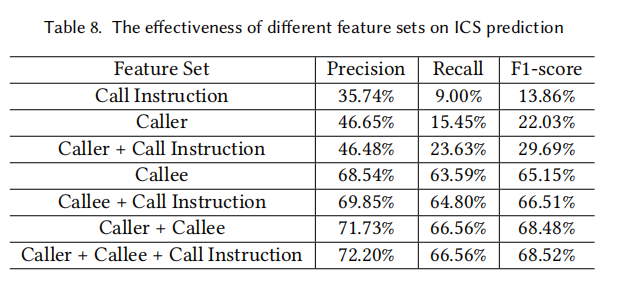 Table 8. The effectiveness of different feature sets on ICS prediction
Feature Set Precision Recall F1-score
Call Instruction 35.74% 9.00% 13.86%
Caller 46.65% 15.45% 22.03%
Caller + Call Instruction 46.48% 23.63% 29.69%
Callee 68.54% 63.59% 65.15%
Callee + Call Instruction 69.85% 64.80% 66.51%
Caller + Callee 71.73% 66.56% 68.48%
Caller + Callee + Call Instruction 72.20% 66.56% 68.52%